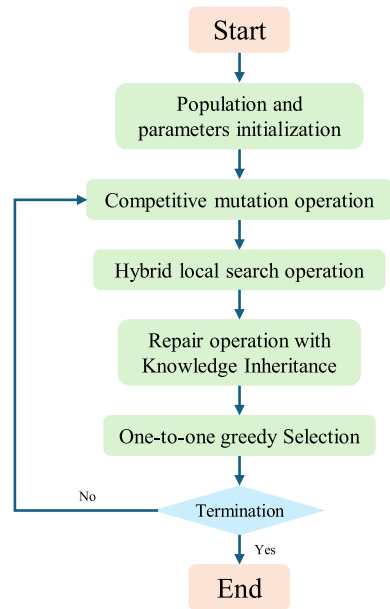 Start
Population and
parameters initialization
Competitive mutation operation
Hybrid local search operation
Repair operation with
Knowledge Inheritance
One-to-one greedy Selection
No
Termination
Yes
End